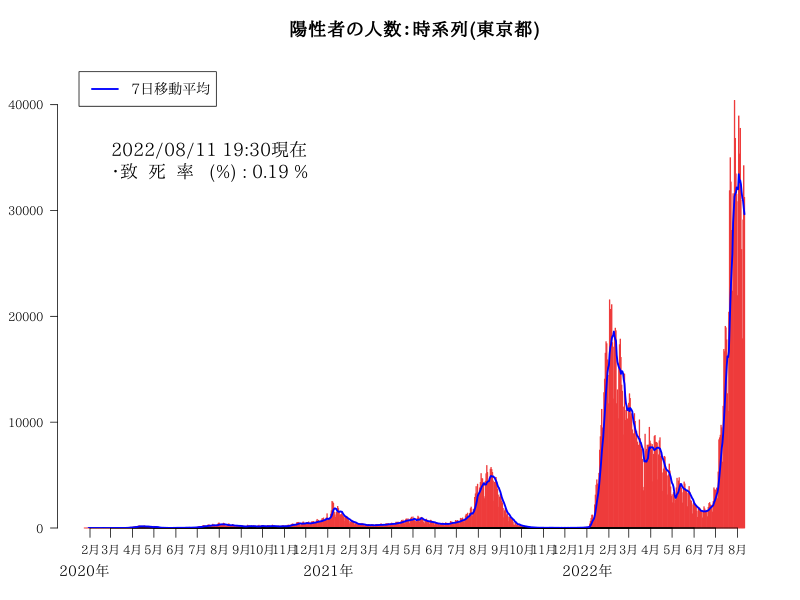 陽性者の人数:時系列(東京都)
7日移動平均
2022/08/11 19:30現在
・致 死 率 (%) : 0.19 %
40000
30000
20000
10000
0
2月 3月 4月 5月 6月 7月 8月 9月 10月 11月 12月 1月 2月 3月 4月 5月 6月 7月 8月 9月 10月 11月 12月 1月 2月 3月 4月 5月 6月 7月 8月
2020年 2021年 2022年